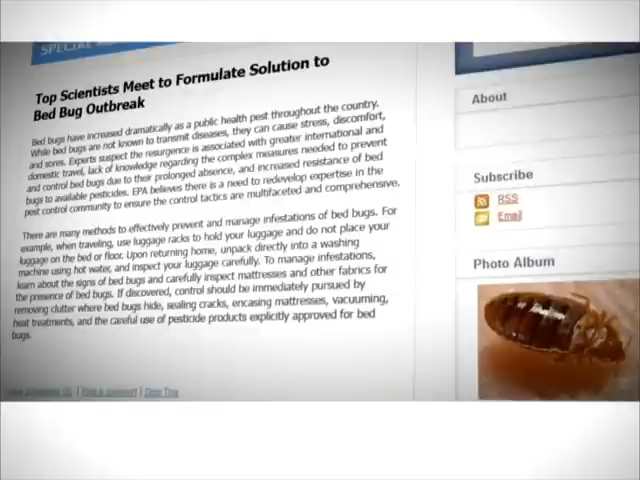 SPECIAL
Top Scientists Meet to Formulate Solution to
Bed Bug Outbreak
Bed bugs have increased dramatically as a public health pest throughout the country.
While bed bugs are not known to transmit diseases, they can cause stress, discomfort,
and sores. Experts suspect the resurgence is associated with greater international and
domestic travel, lack of knowledge regarding the complex measures needed to prevent
and control bed bugs due to their prolonged absence, and increased resistance of bed
bugs to available pesticides. EPA believes there is a need to redevelop expertise in the
pest control community to ensure the control tactics are multifaceted and comprehensive.
There are many methods to effectively prevent and manage infestations of bed bugs. For
example, when traveling, use luggage racks to hold your luggage and do not place your
luggage on the bed or floor. Upon returning home, unpack directly into a washing
machine using hot water, and inspect your luggage carefully. To manage infestations,
learn about the signs of bed bugs and carefully inspect mattresses and other fabrics for
the presence of bed bugs. If discovered, control should be immediately pursued by
removing clutter where bed bugs hide, sealing cracks, encasing mattresses, vacuuming,
heat treatments, and the careful use of pesticide products explicitly approved for bed
bugs.
About
Subscribe
RSS
Email
Photo Album